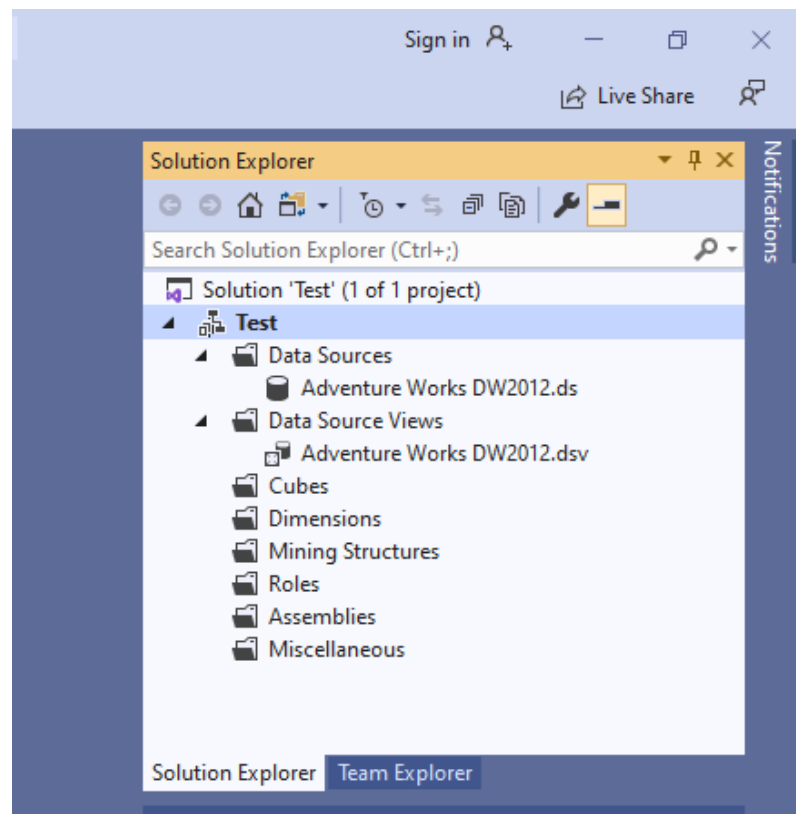 Sign in
Live Share
Notifications
Solution Explorer
Search Solution Explorer (Ctrl+;)
Solution 'Test' (1 of 1 project)
Test
Data Sources
Adventure Works DW2012.ds
Data Source Views
Adventure Works DW2012.dsv
Cubes
Dimensions
Mining Structures
Roles
Assemblies
Miscellaneous
Solution Explorer Team Explorer